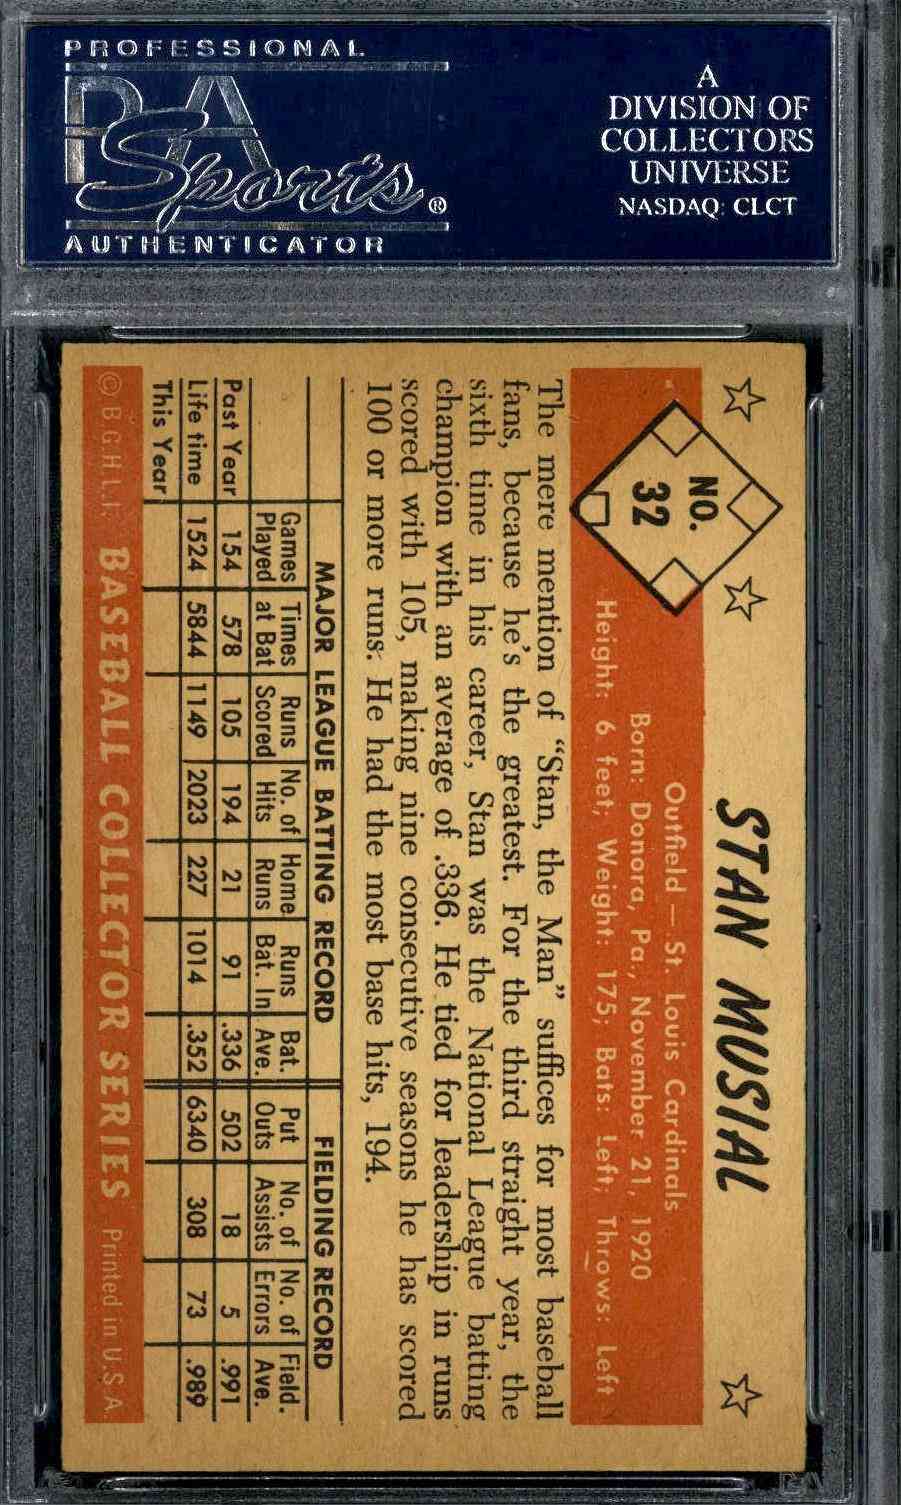 PROFESSIONAL
PSA
Sports®
AUTHENTICATOR
A
DIVISION OF
COLLECTORS
UNIVERSE
NASDAQ: CLCT
STAN MUSIAL
NO.
32
Outfield — St. Louis Cardinals
Born: Donora, Pa., November 21, 1920
Height: 6 feet; Weight: 175; Bats: Left; Throws: Left
The mere mention of “Stan, the Man” suffices for most baseball
fans, because he's the greatest. For the third straight year, the
sixth time in his career, Stan was the National League batting
champion with an average of .336. He tied for leadership in runs
scored with 105, making nine consecutive seasons he has scored
100 or more runs. He had the most base hits, 194.
MAJOR LEAGUE BATTING RECORD FIELDING RECORD
Games Times Runs No. of Home Runs Bat. Put No. of No. of Field.
Played at Bat Scored Hits Runs Bat. In Ave. Outs Assists Errors Ave.
Past Year 154 578 105 194 21 91 .336 502 18 5 .991
Life time 1524 5844 1149 2023 227 1014 .352 6340 308 73 .989
This Year
© B.G.H.L.I. BASEBALL COLLECTOR SERIES Printed in U.S.A.